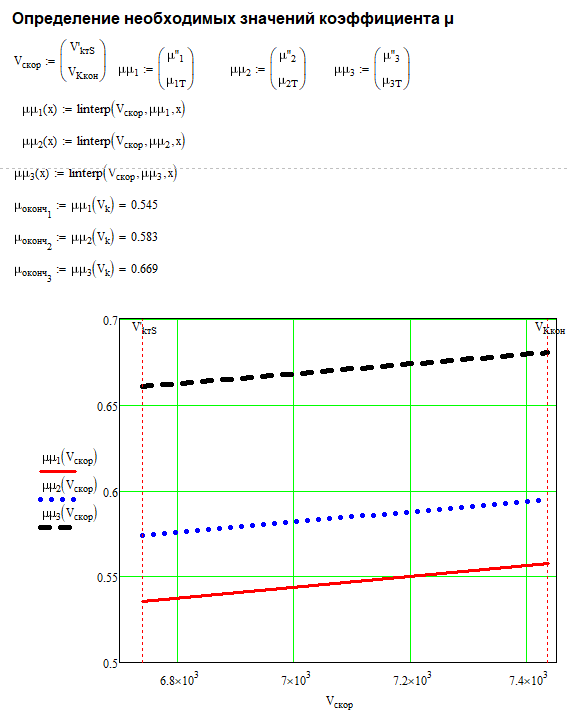 Определение необходимых значений коэффициента μ
Vскор := (V'ктS VКкон) μμ1 := (μ''1 μ1T) μμ2 := (μ''2 μ2T) μμ3 := (μ''3 μ3T)
μμ1(x) := linterp(Vскор, μμ1, x)
μμ2(x) := linterp(Vскор, μμ2, x)
μμ3(x) := linterp(Vскор, μμ3, x)
μоконч1 := μμ1(Vk) = 0.545
μоконч2 := μμ2(Vk) = 0.583
μоконч3 := μμ3(Vk) = 0.669
0.7
V'ктS VКкон
0.65
μμ1(Vскор)
μμ2(Vскор)
0.6
μμ3(Vскор)
0.55
0.5
6.8×10³ 7×10³ 7.2×10³ 7.4×10³
Vскор